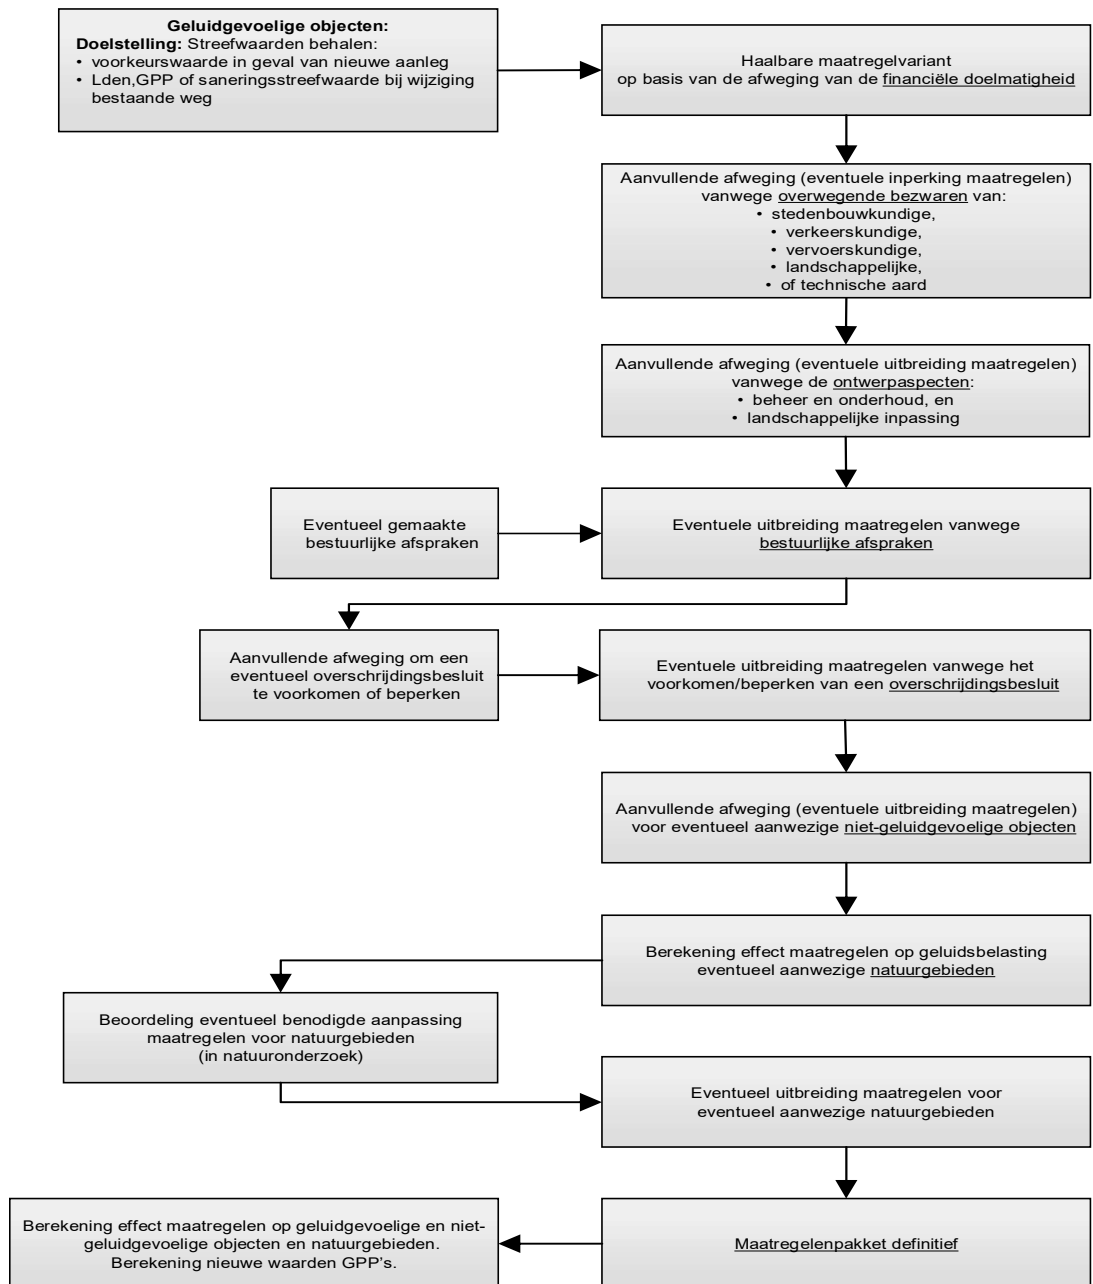 Geluidgevoelige objecten:
Doelstelling: Streefwaarden behalen:
• voorkeurswaarde in geval van nieuwe aanleg
• Lden,GPP of saneringsstreefwaarde bij wijziging
bestaande weg
Haalbare maatregelvariant
op basis van de afweging van de financiële doelmatigheid
Aanvullende afweging (eventuele inperking maatregelen)
vanwege overwegende bezwaren van:
• stedenbouwkundige,
• verkeerskundige,
• vervoerskundige,
• landschappelijke,
• of technische aard
Aanvullende afweging (eventuele uitbreiding maatregelen)
vanwege de ontwerpaspecten:
• beheer en onderhoud, en
• landschappelijke inpassing
Eventueel gemaakte
bestuurlijke afspraken
Eventuele uitbreiding maatregelen vanwege
bestuurlijke afspraken
Aanvullende afweging om een
eventueel overschrijdingsbesluit
te voorkomen of beperken
Eventuele uitbreiding maatregelen vanwege het
voorkomen/beperken van een overschrijdingsbesluit
Aanvullende afweging (eventuele uitbreiding maatregelen)
voor eventueel aanwezige niet-geluidgevoelige objecten
Berekening effect maatregelen op geluidsbelasting
eventueel aanwezige natuurgebieden
Beoordeling eventueel benodigde aanpassing
maatregelen voor natuurgebieden
(in natuuronderzoek)
Eventueel uitbreiding maatregelen voor
eventueel aanwezige natuurgebieden
Maatregelenpakket definitief
Berekening effect maatregelen op geluidgevoelige en niet-
geluidgevoelige objecten en natuurgebieden.
Berekening nieuwe waarden GPP's.